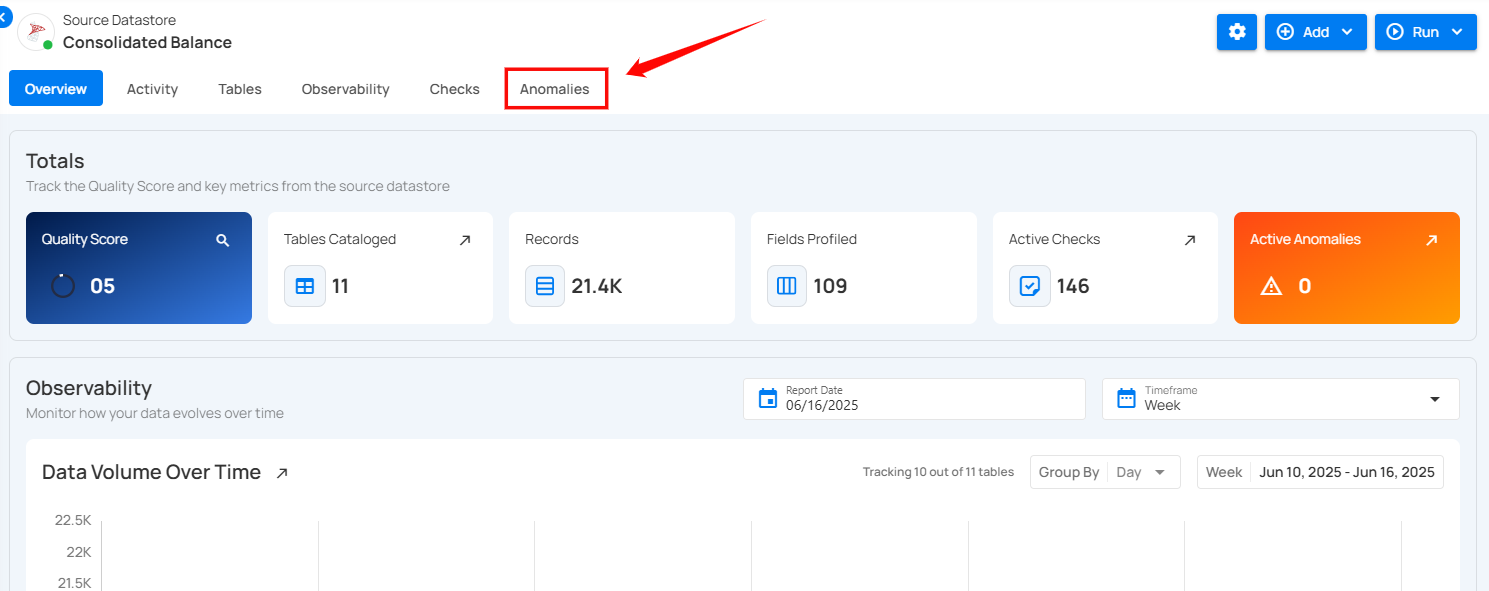 Source Datastore
Consolidated Balance
Add
Run
Overview
Activity
Tables
Observability
Checks
Anomalies
Totals
Track the Quality Score and key metrics from the source datastore
Quality Score
05
Tables Cataloged
11
Records
21.4K
Fields Profiled
109
Active Checks
146
Active Anomalies
0
Observability
Monitor how your data evolves over time
Report Date
06/16/2025
Timeframe
Week
Data Volume Over Time
Tracking 10 out of 11 tables
Group By Day
Week Jun 10, 2025 - Jun 16, 2025
22.5K
22K
21.5K